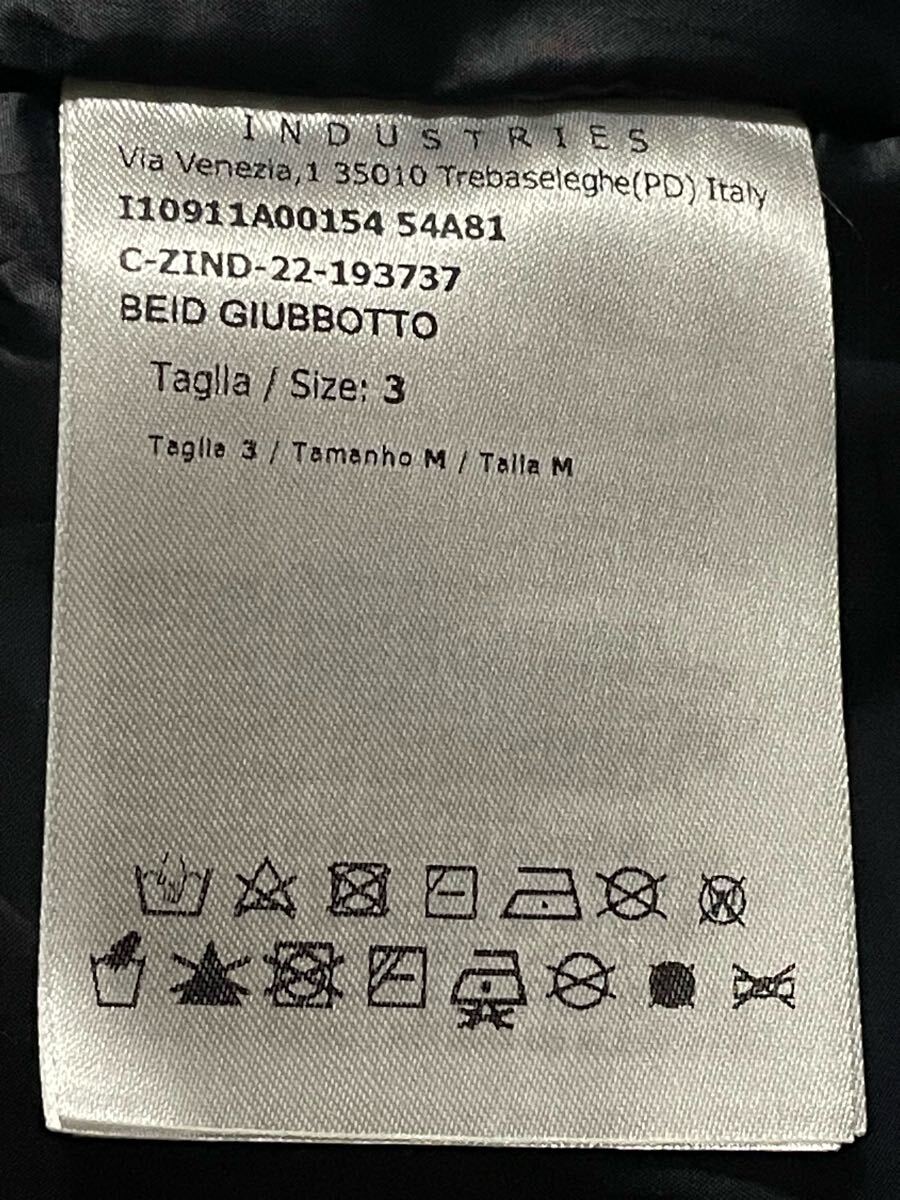 INDUSTRIES
Via Venezia,1 35010 Trebaseleghe(PD) Italy
I10911A00154 54A81
C-ZIND-22-193737
BEID GIUBBOTTO
Taglia / Size: 3
Taglia 3 / Tamanho M / Talla M